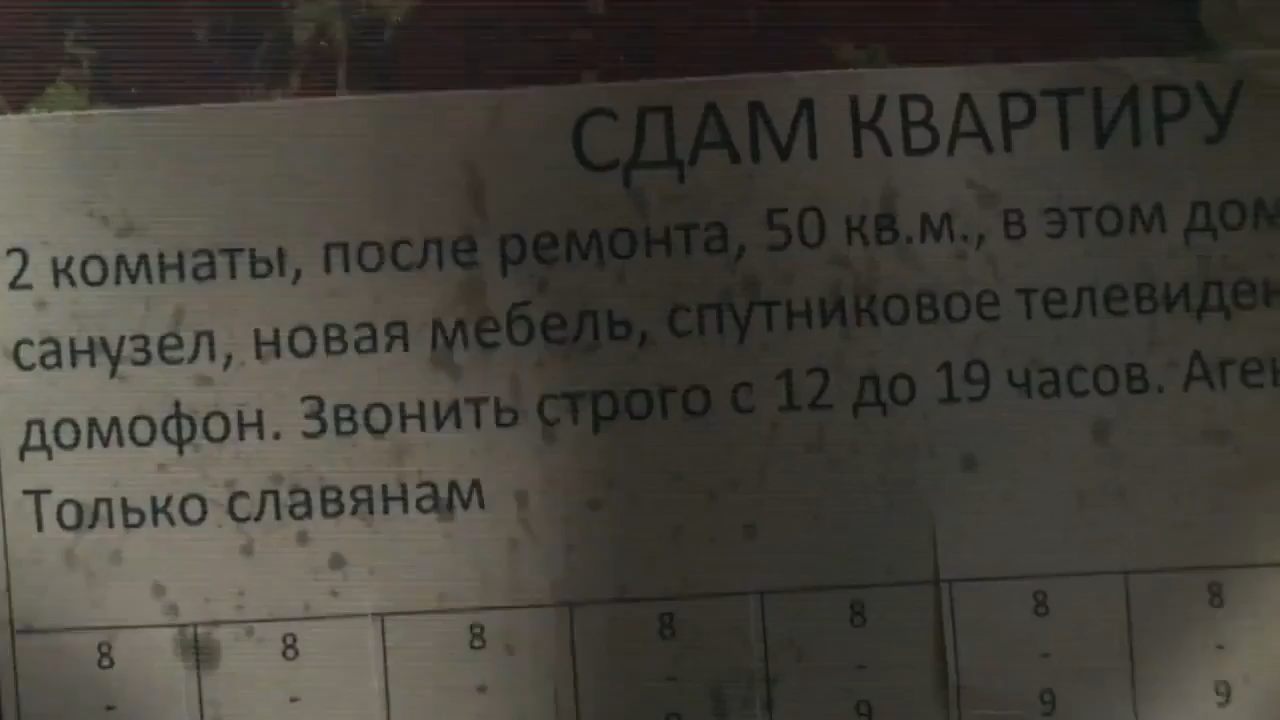 СДАМ КВАРТИРУ
2 комнаты, после ремонта, 50 кв.м., в этом
санузел, новая мебель, спутниковое
домофон. Звонить строго с 12 до 19 часов.
Только славянам
8 8 8 8 8 8 8
- - - - - - -
9 9 9